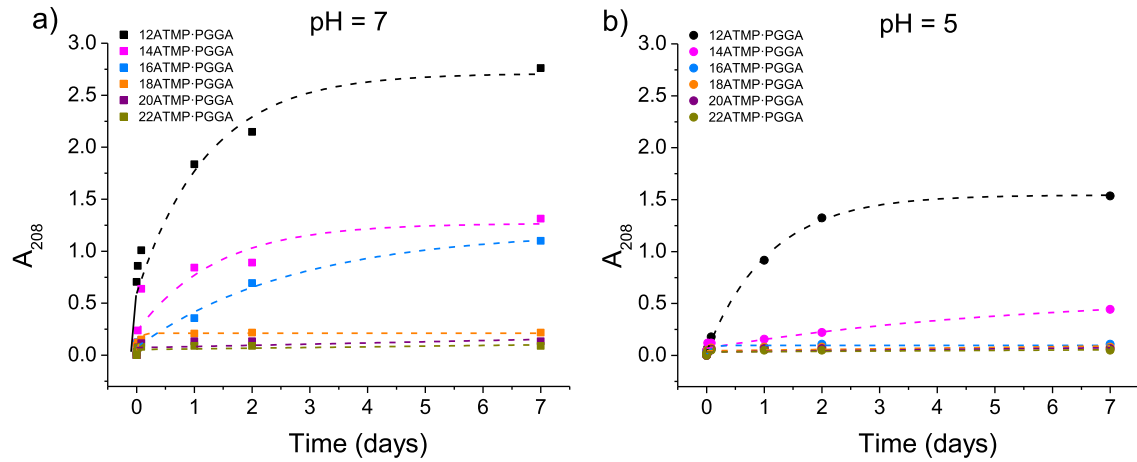 a)
pH = 7
12ATMP·PGGA
14ATMP·PGGA
16ATMP·PGGA
18ATMP·PGGA
20ATMP·PGGA
22ATMP·PGGA
3.0
2.5
2.0
1.5
1.0
0.5
0.0
A208
0 1 2 3 4 5 6 7
Time (days)
b)
pH = 5
12ATMP·PGGA
14ATMP·PGGA
16ATMP·PGGA
18ATMP·PGGA
20ATMP·PGGA
22ATMP·PGGA
3.0
2.5
2.0
1.5
1.0
0.5
0.0
A208
0 1 2 3 4 5 6 7
Time (days)